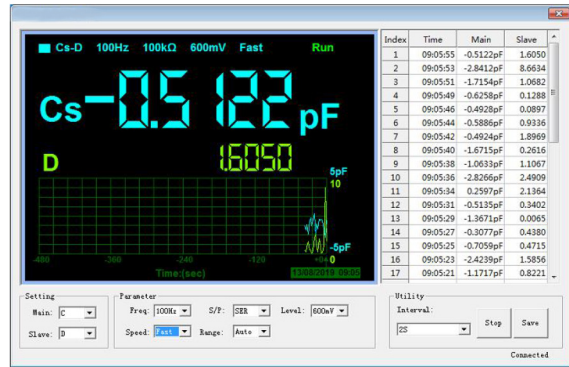 Cs-D 100Hz 100kΩ 600mV Fast Run
Cs -0.5122 pF
D 1.6050
5pF
10
-5pF
-480 -360 -240 -120 +0 0
Time:(sec) 13/08/2019 09:05
Index Time Main Slave
1 09:05:55 -0.5122pF 1.6050
2 09:05:53 -2.8412pF 8.6634
3 09:05:51 -1.7154pF 1.0682
4 09:05:49 -0.6258pF 0.1288
5 09:05:46 -0.4928pF 0.0897
6 09:05:44 -0.5886pF 0.9336
7 09:05:42 -0.4924pF 1.8969
8 09:05:40 -1.6715pF 0.2616
9 09:05:38 -1.0633pF 1.1067
10 09:05:36 -2.8266pF 2.4909
11 09:05:34 0.2597pF 2.1364
12 09:05:31 -0.5135pF 0.3402
13 09:05:29 -1.3671pF 0.0065
14 09:05:27 -0.3077pF 0.4380
15 09:05:25 -0.7059pF 0.4715
16 09:05:23 -2.4239pF 1.5856
17 09:05:21 -1.1717pF 0.8221
Setting
Main: C
Slave: D
Parameter
Freq: 100Hz S/P: SER Level: 600mV
Speed: Fast Range: Auto
Utility
Interval:
2S Stop Save
Connected